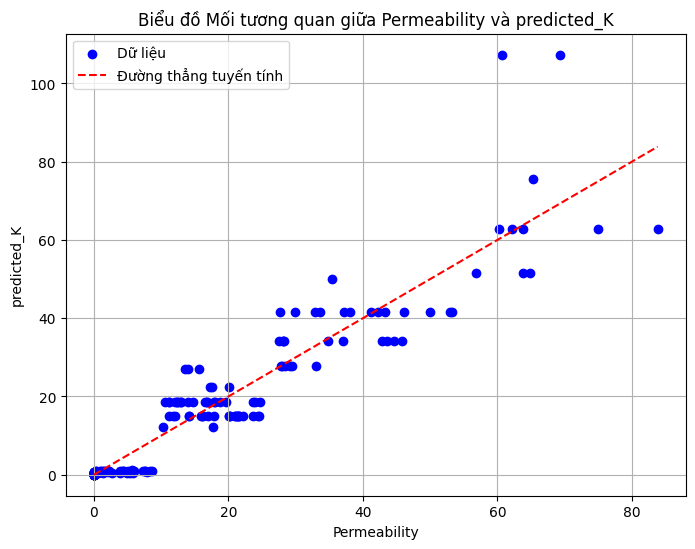 Biểu đồ Mối tương quan giữa Permeability và predicted_K
Dữ liệu
Đường thẳng tuyến tính
100
80
60
40
20
0
predicted_K
0 20 40 60 80
Permeability